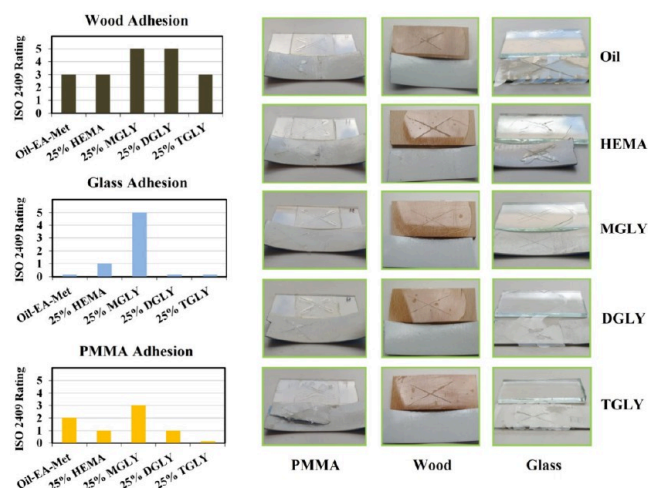 Wood Adhesion
ISO 2409 Rating
5
4
3
2
1
0
Oil-EA-Met
25% HEMA
25% MGLY
25% DGLY
25% TGLY
Glass Adhesion
ISO 2409 Rating
5
4
3
2
1
0
Oil-EA-Met
25% HEMA
25% MGLY
25% DGLY
25% TGLY
PMMA Adhesion
ISO 2409 Rating
5
4
3
2
1
0
Oil-EA-Met
25% HEMA
25% MGLY
25% DGLY
25% TGLY
Oil
HEMA
MGLY
DGLY
TGLY
PMMA Wood Glass